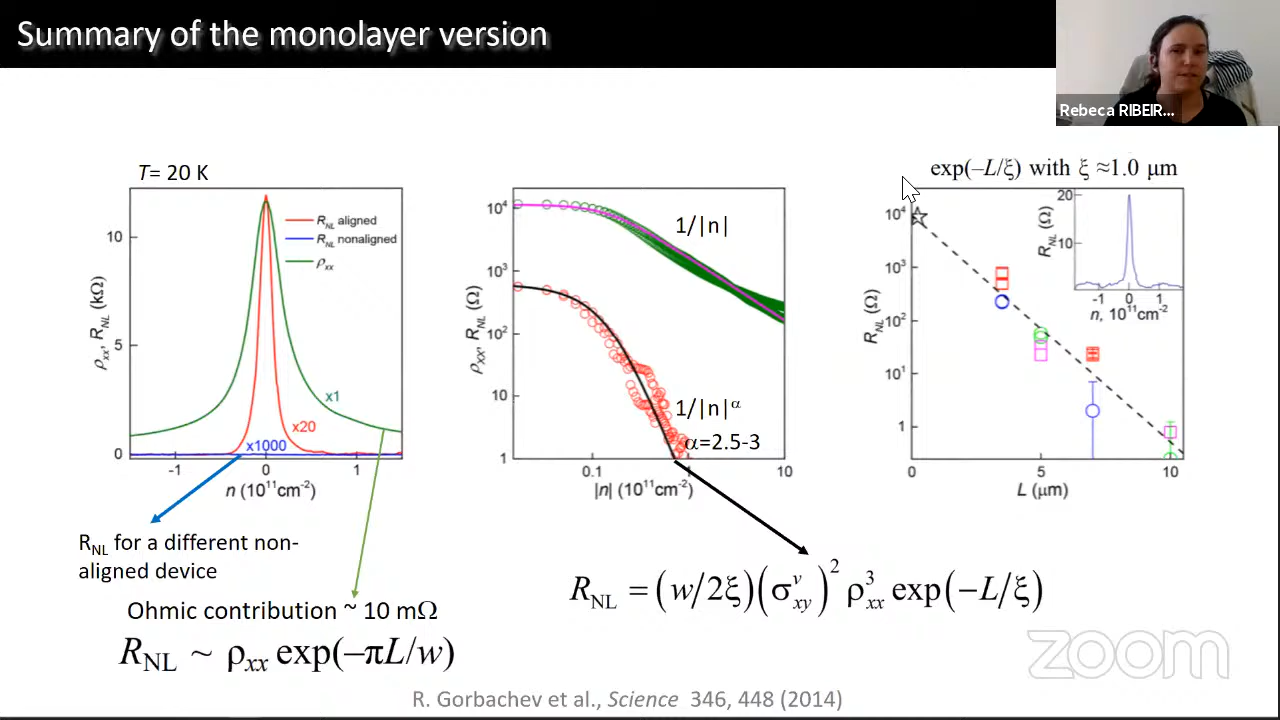 Summary of the monolayer version
Rebeca RIBEIR...
T= 20 K
R_NL aligned
R_NL nonaligned
ρ_xx
10
5
0
ρ_xx, R_NL (kΩ)
x1
x20
x1000
-1 0 1
n (10^11cm^-2)
R_NL for a different non-
aligned device
Ohmic contribution ~ 10 mΩ
R_NL ~ ρ_xx exp(–πL/w)
10^4
10^3
10^2
10
1
ρ_XX, R_NL (Ω)
1/|n|
1/|n|^α
α=2.5-3
0.1 1 10
|n| (10^11cm^-2)
R_NL = (w/2ξ)(σ^v_xy)^2 ρ^3_xx exp(–L/ξ)
exp(–L/ξ) with ξ ≈1.0 μm
10^4
10^3
10^2
10^1
1
R_NL (Ω)
20
10
R_NL (Ω)
-1 0 1
n, 10^11cm^-2
0 5 10
L (μm)
zoom
R. Gorbachev et al., Science 346, 448 (2014)